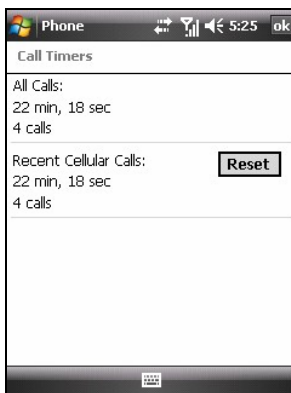 Phone 5:25 ok
Call Timers
All Calls:
22 min, 18 sec
4 calls
Recent Cellular Calls: Reset
22 min, 18 sec
4 calls